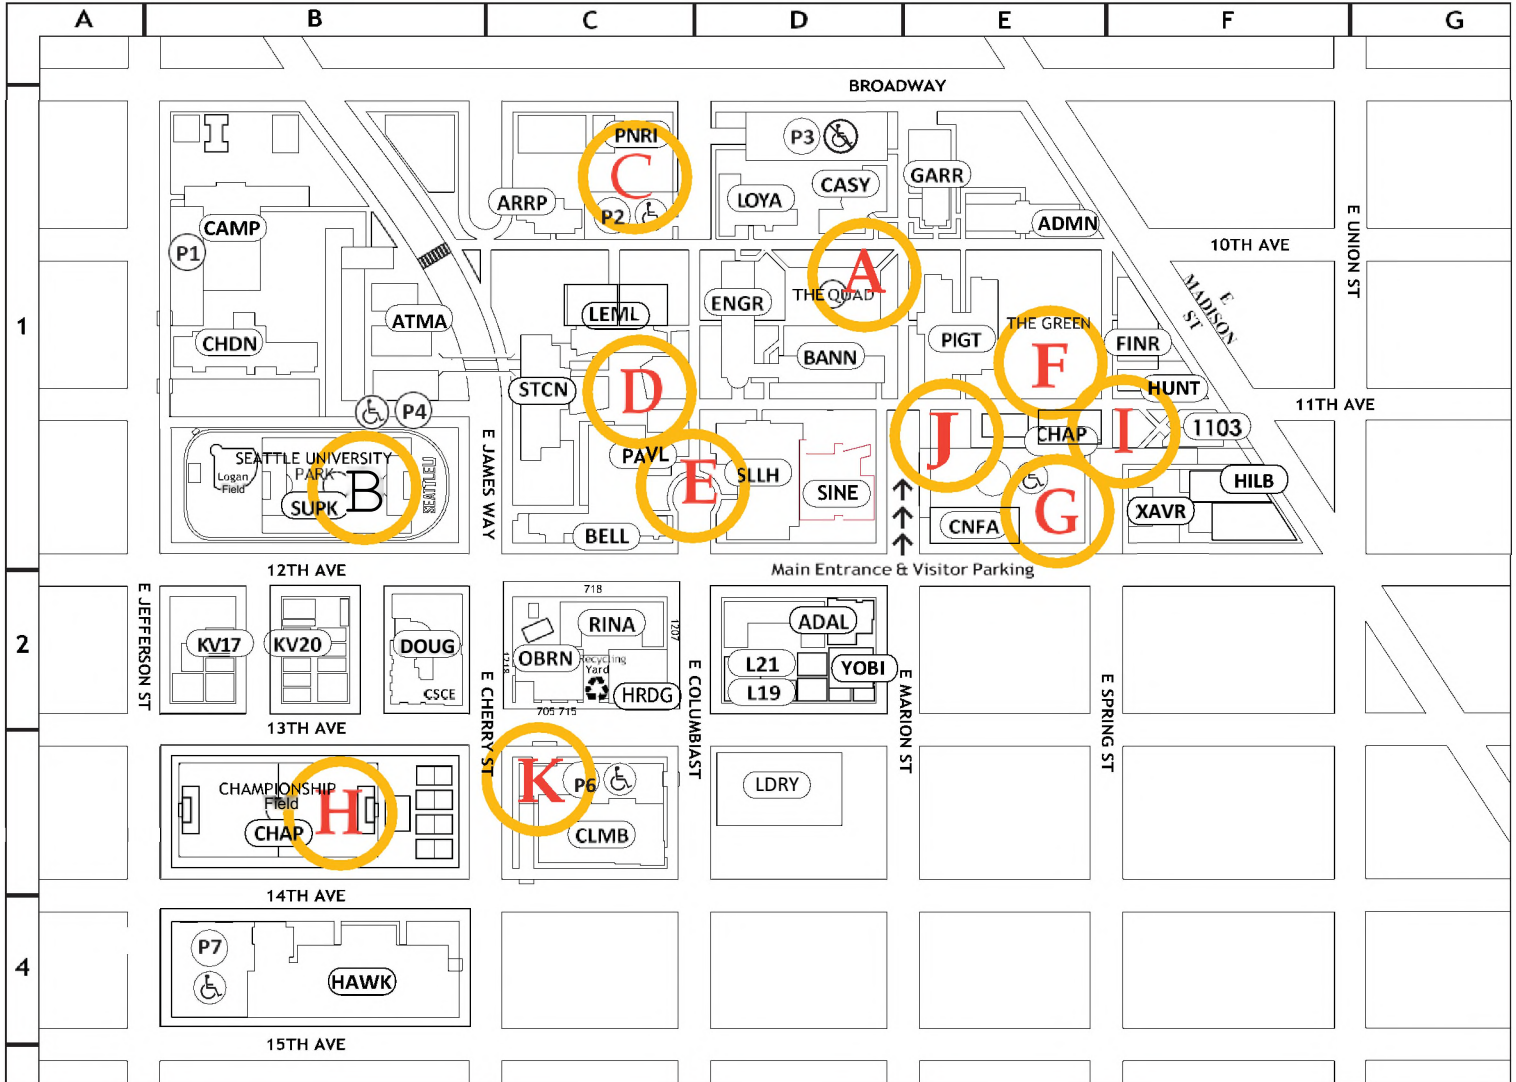 A B C D E F G
BROADWAY
I
PNRI
P3
C
GARR
CASY
LOYA
ARRP
P2
ADMN
CAMP
10TH AVE
E UNION ST
P1
A
THE QUAD
ENGR
E MADISON ST
LEML
ATMA
1
THE GREEN
PIGT
FINR
CHDN
BANN
F
HUNT
STCN
D
P4
11TH AVE
1103
J
CHAP
I
E JAMES WAY
SEATTLE UNIVERSITY
PARK
PAVL
Logan
Field
B
SEATTLEU
E
SLLH
SINE
HILB
SUPK
G
XAVR
CNFA
BELL
12TH AVE
Main Entrance & Visitor Parking
718
E JEFFERSON ST
RINA
ADAL
1207
2
KV17
KV20
DOUG
OBRN
1218
Recycling
Yard
L21
YOBI
CSCE
HRDG
L19
E CHERRY ST
E COLUMBIA ST
E MARION ST
E SPRING ST
705 715
13TH AVE
CHAMPIONSHIP
Field
H
CHAP
K
P6
LDRY
CLMB
14TH AVE
P7
4
HAWK
15TH AVE